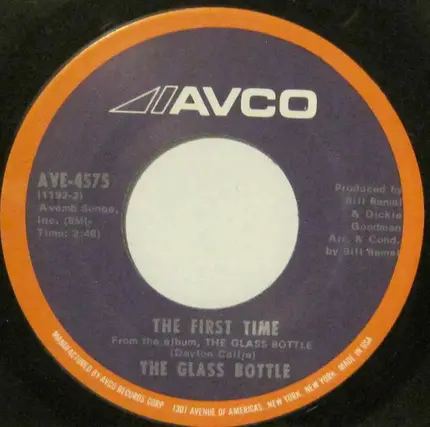 AVCO
AVE-4575
(1192-2)
Avemb Songs,
Inc. (BMI-
Time: 2:46)
Produced by
Bill Ramal
& Dickie
Goodman
Arr. & Cond.
by Bill Ramal
THE FIRST TIME
From the album, THE GLASS BOTTLE
(Dayton Callie)
THE GLASS BOTTLE
MANUFACTURED BY AVCO RECORDS CORP 1301 AVENUE OF AMERICAS, NEW YORK, NEW YORK. MADE IN USA